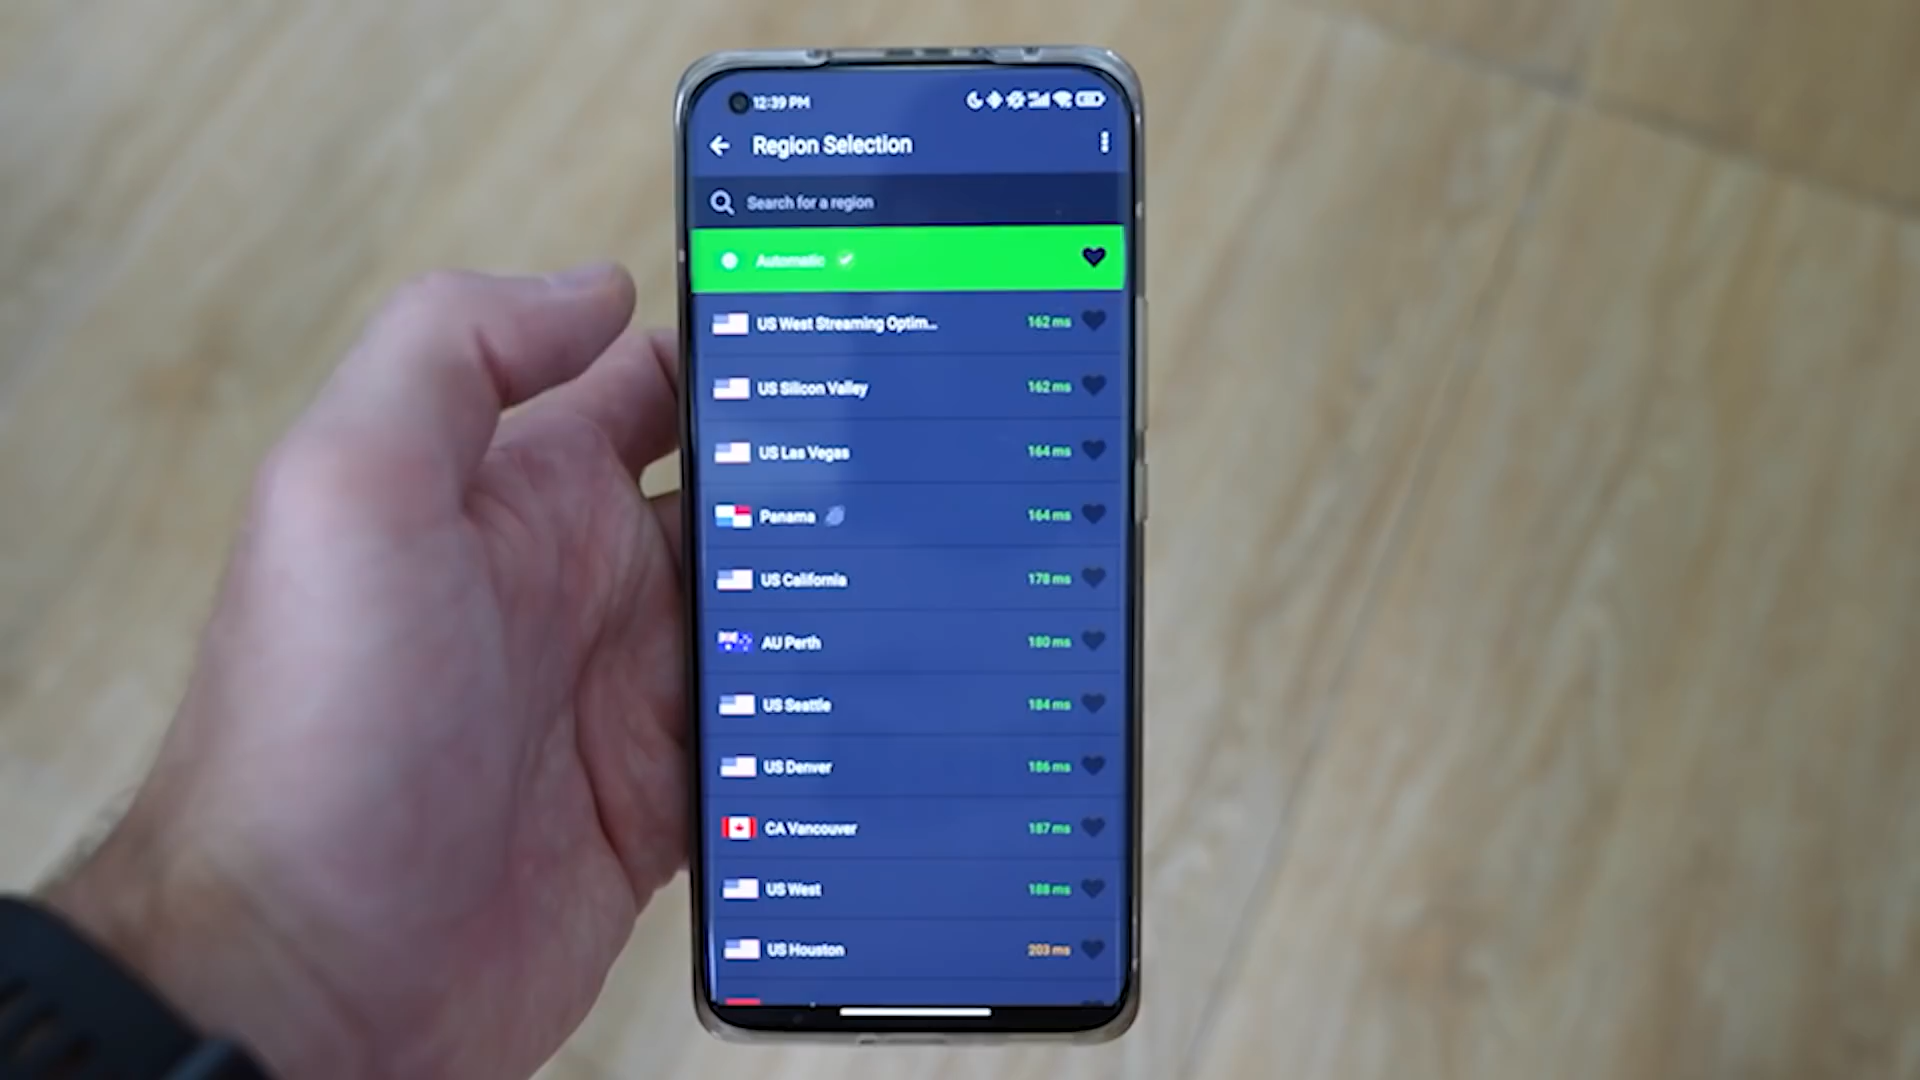 12:39 PM
Region Selection
Search for a region
Automatic
US West Streaming Optim... 162 ms
US Silicon Valley 162 ms
US Las Vegas 164 ms
Panama 164 ms
US California 178 ms
AU Perth 180 ms
US Seattle 184 ms
US Denver 186 ms
CA Vancouver 187 ms
US West 188 ms
US Houston 203 ms